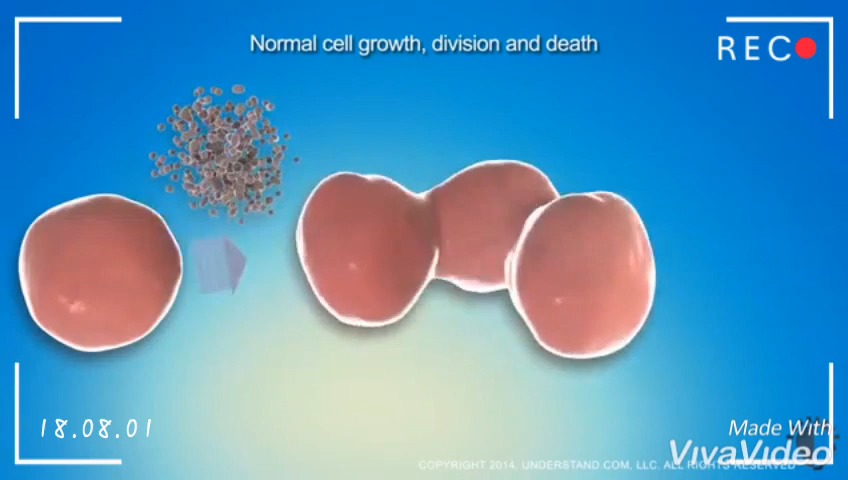 Normal cell growth, division and death
REC
18.08.01
Made With
VivaVideo
COPYRIGHT 2014, UNDERSTAND.COM, LLC. ALL RIGHTS RESERVED